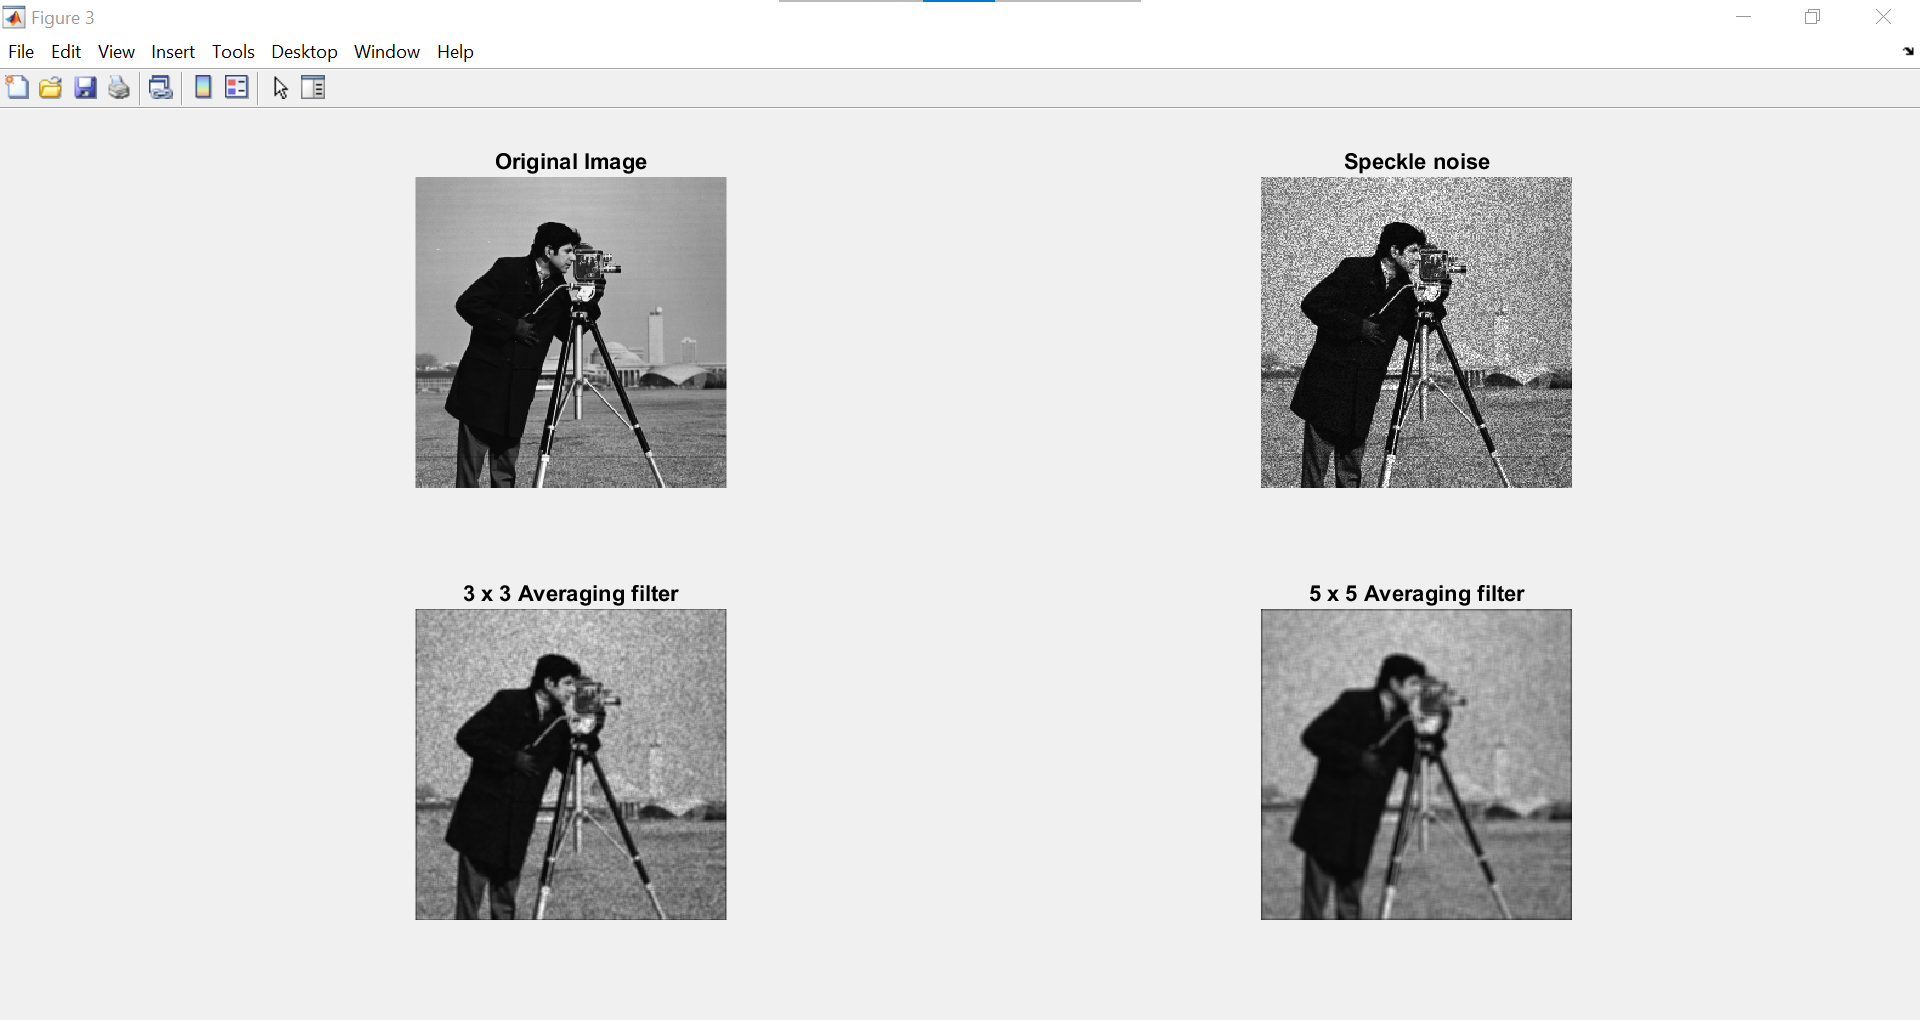 Figure 3
File Edit View Insert Tools Desktop Window Help
Original Image
Speckle noise
3 x 3 Averaging filter
5 x 5 Averaging filter